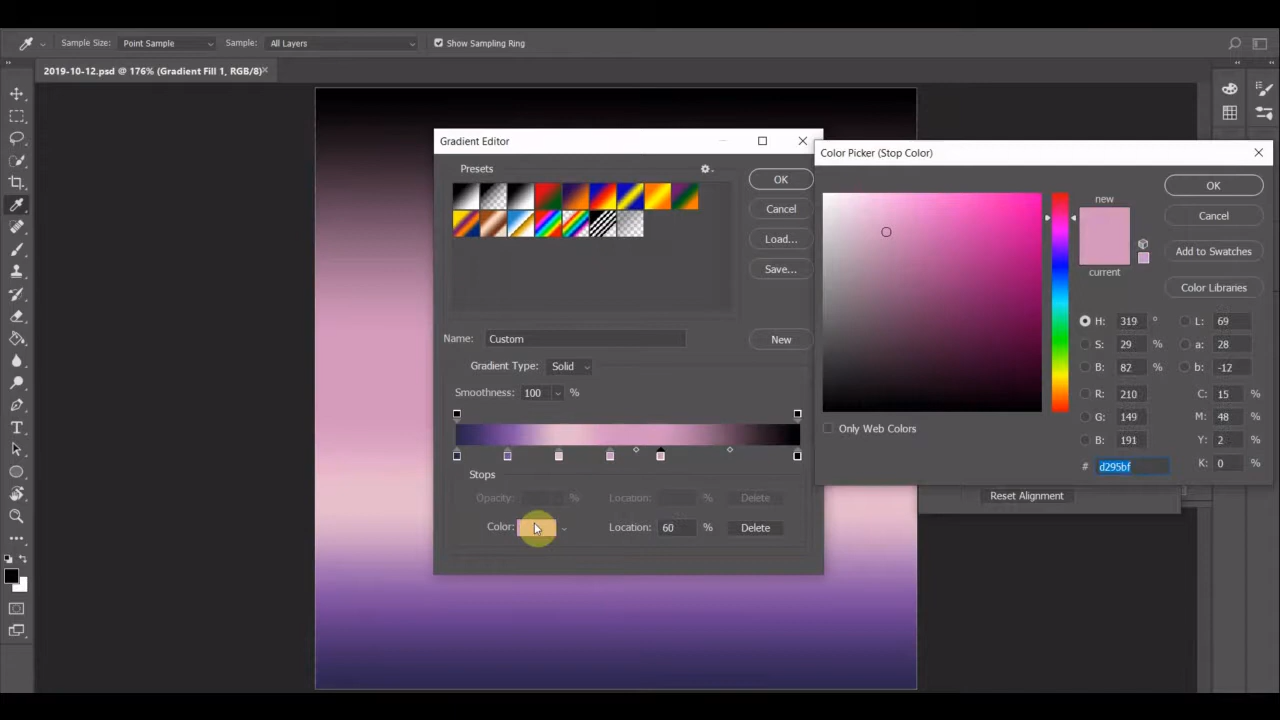 Sample Size: Point Sample Sample: All Layers Show Sampling Ring
2019-10-12.psd @ 176% (Gradient Fill 1, RGB/8)
Gradient Editor
Presets
OK
Cancel
Load...
Save...
Name: Custom
New
Gradient Type: Solid
Smoothness: 100 %
Stops
Opacity: % Location: % Delete
Color: Location: 60 % Delete
Color Picker (Stop Color)
new
current
OK
Cancel
Add to Swatches
Color Libraries
H: 319 ° L: 69
S: 29 % a: 28
B: 82 % b: -12
R: 210 C: 15 %
G: 149 M: 48 %
B: 191 Y: 2 %
# d295bf K: 0 %
Only Web Colors
Reset Alignment